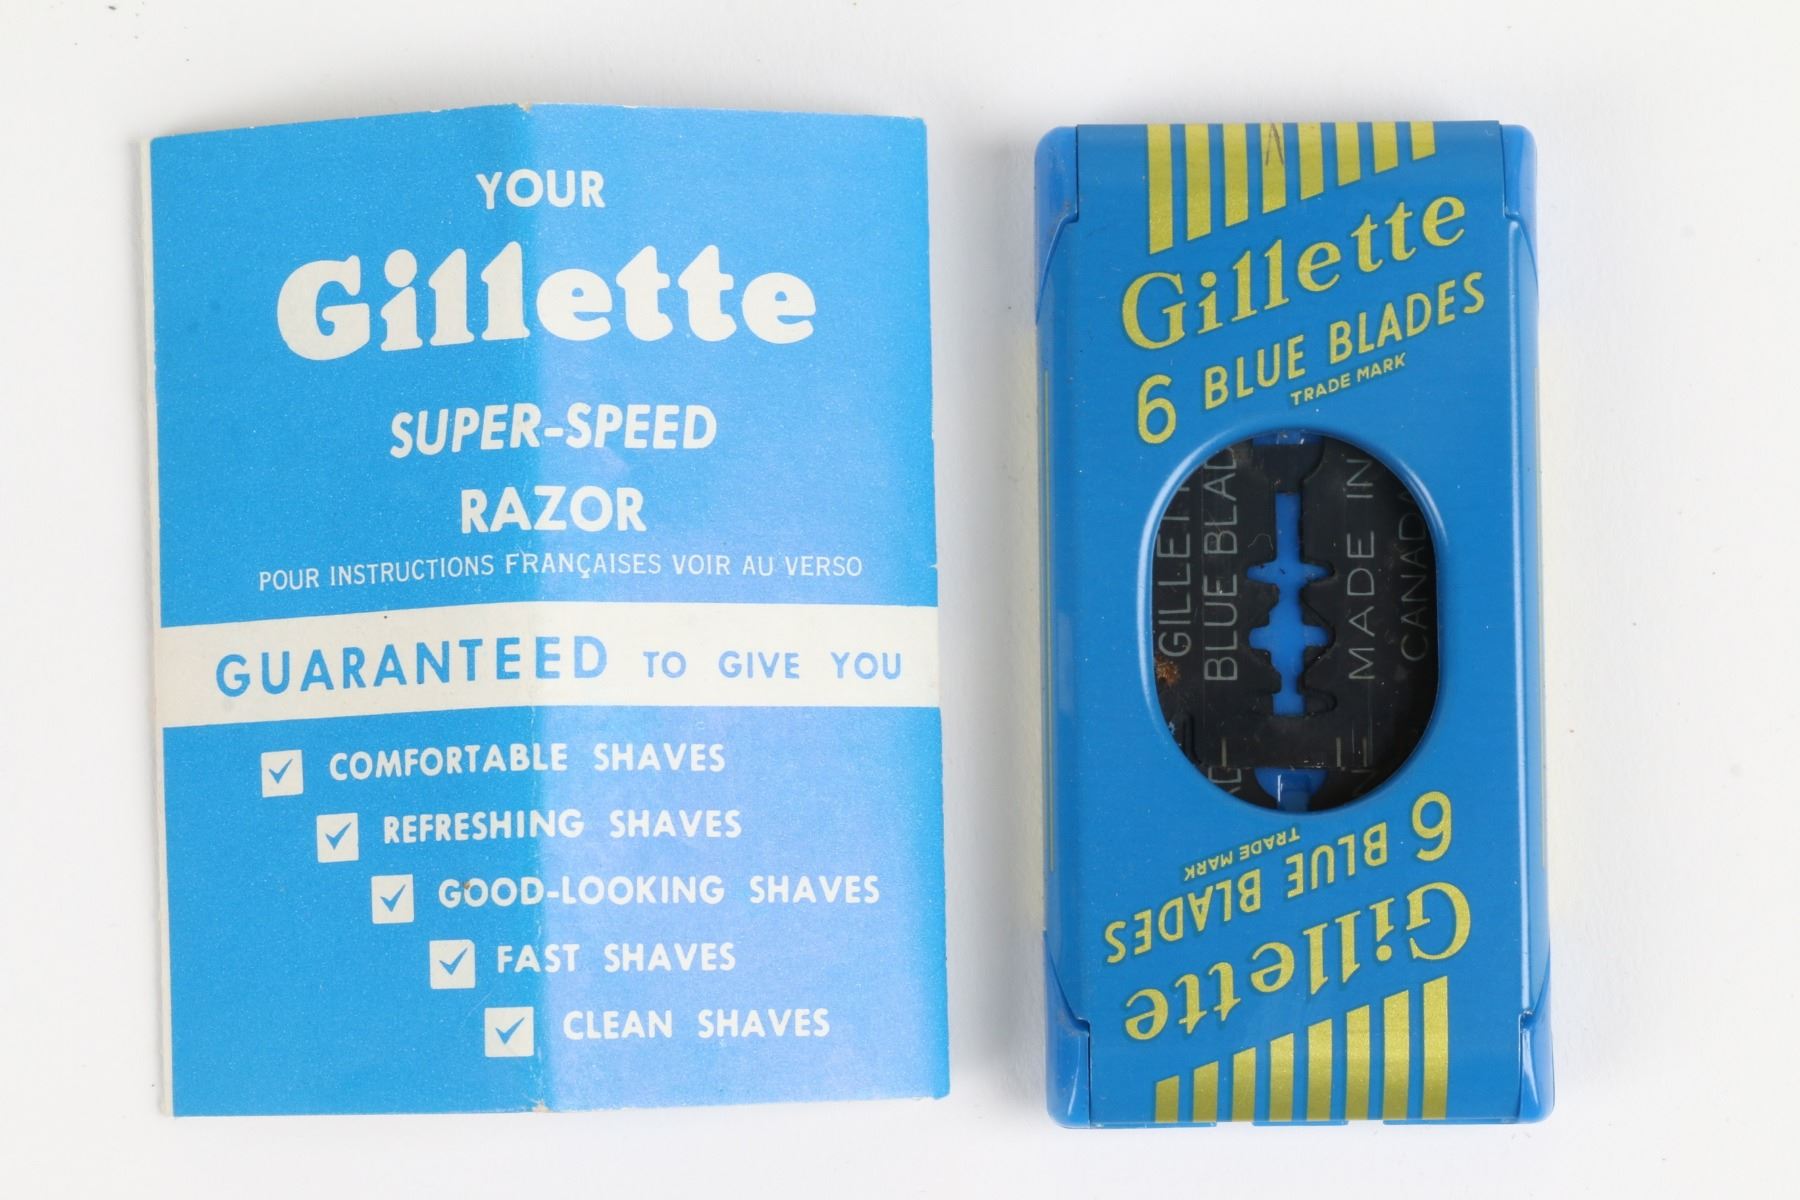 YOUR
Gillette
SUPER-SPEED
RAZOR
POUR INSTRUCTIONS FRANÇAISES VOIR AU VERSO
GUARANTEED TO GIVE YOU
COMFORTABLE SHAVES
REFRESHING SHAVES
GOOD-LOOKING SHAVES
FAST SHAVES
CLEAN SHAVES
Gillette
6 BLUE BLADES
TRADE MARK
GILLET
BLUE BLAD
MADE IN
CANADA
6 BLUE BLADES
TRADE MARK
Gillette